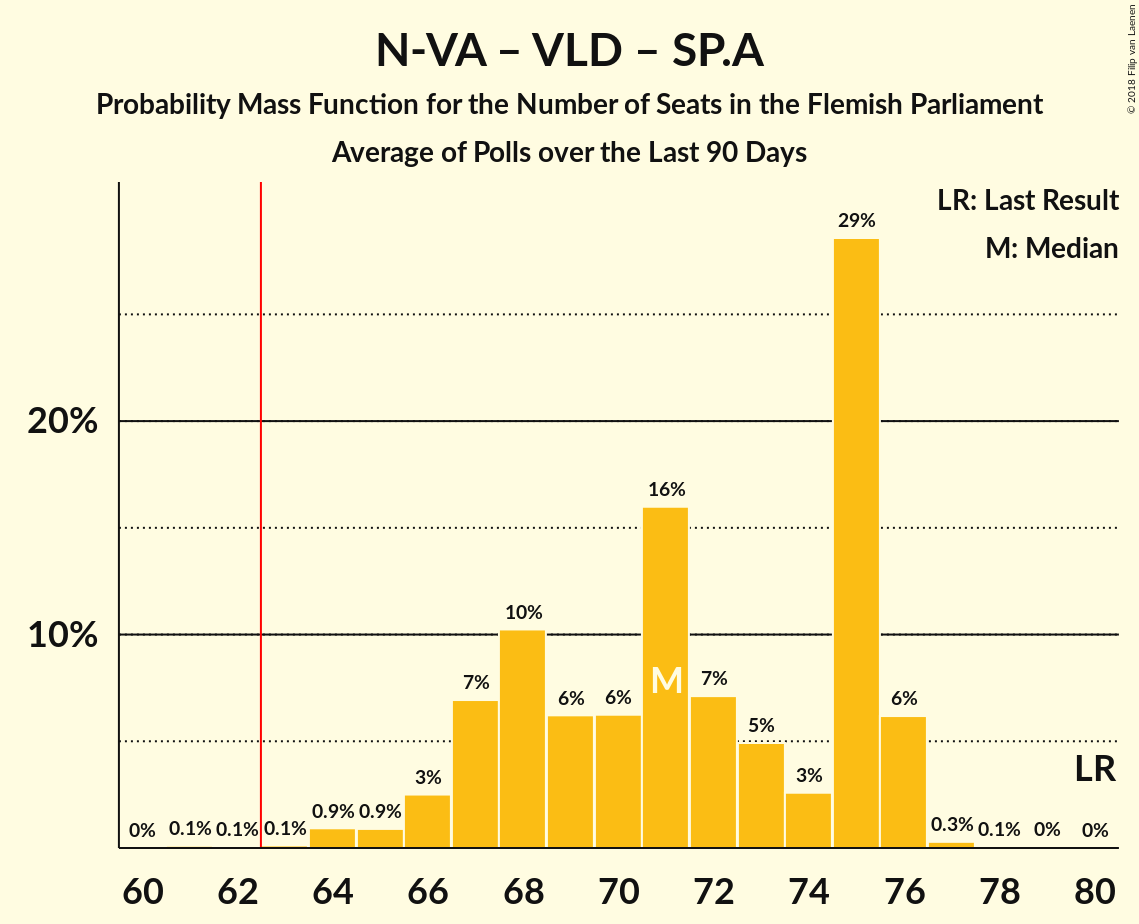 N-VA – VLD – SP.A
Probability Mass Function for the Number of Seats in the Flemish Parliament
Average of Polls over the Last 90 Days
© 2018 Filip van Laenen
LR: Last Result
M: Median
20%
10%
0%
0.1%
0.1%
0.1%
0.9%
0.9%
3%
7%
10%
6%
6%
16%
M
7%
5%
3%
29%
6%
0.3%
0.1%
0%
0%
LR
60 62 64 66 68 70 72 74 76 78 80